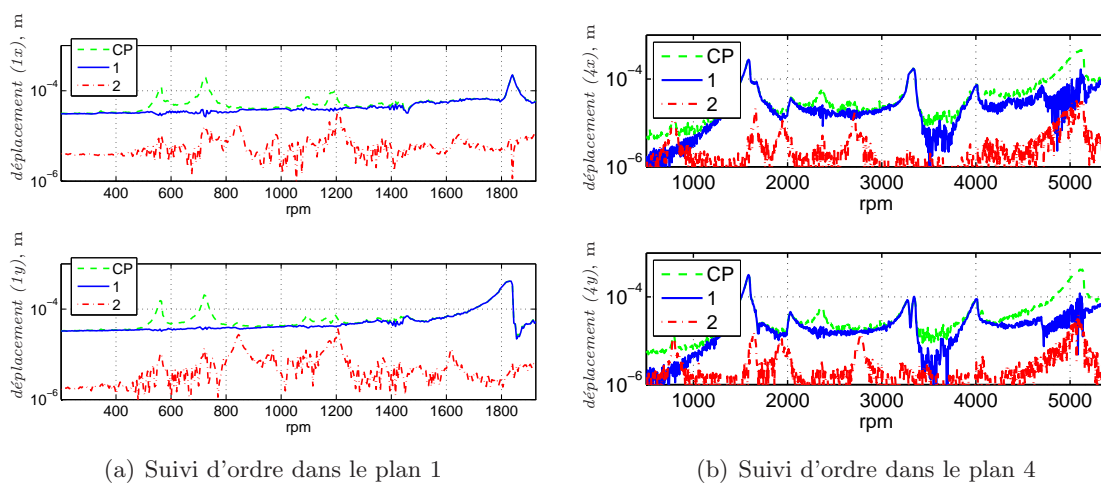 déplacement (1x), m
10⁻⁴
10⁻⁶
CP
1
2
400 600 800 1000 1200 1400 1600 1800
rpm
déplacement (4x), m
10⁻⁴
10⁻⁶
CP
1
2
1000 2000 3000 4000 5000
rpm
déplacement (1y), m
10⁻⁴
10⁻⁶
CP
1
2
400 600 800 1000 1200 1400 1600 1800
rpm
déplacement (4y), m
10⁻⁴
10⁻⁶
CP
1
2
1000 2000 3000 4000 5000
rpm
(a) Suivi d'ordre dans le plan 1
(b) Suivi d'ordre dans le plan 4